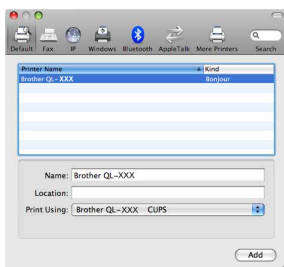 Default Fax IP Windows Bluetooth AppleTalk More Printers Search
Printer Name Kind
Brother QL-XXX Bonjour
Name: Brother QL-XXX
Location:
Print Using: Brother QL-XXX CUPS
Add